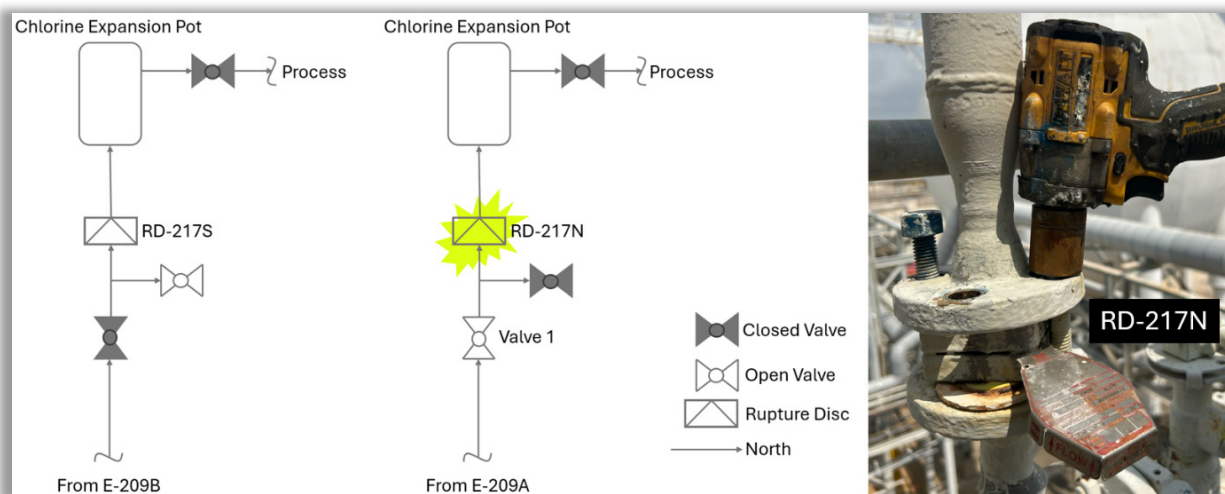 Chlorine Expansion Pot
Process
RD-217S
From E-209B
Chlorine Expansion Pot
Process
RD-217N
Valve 1
From E-209A
Closed Valve
Open Valve
Rupture Disc
North
RD-217N
FLOW